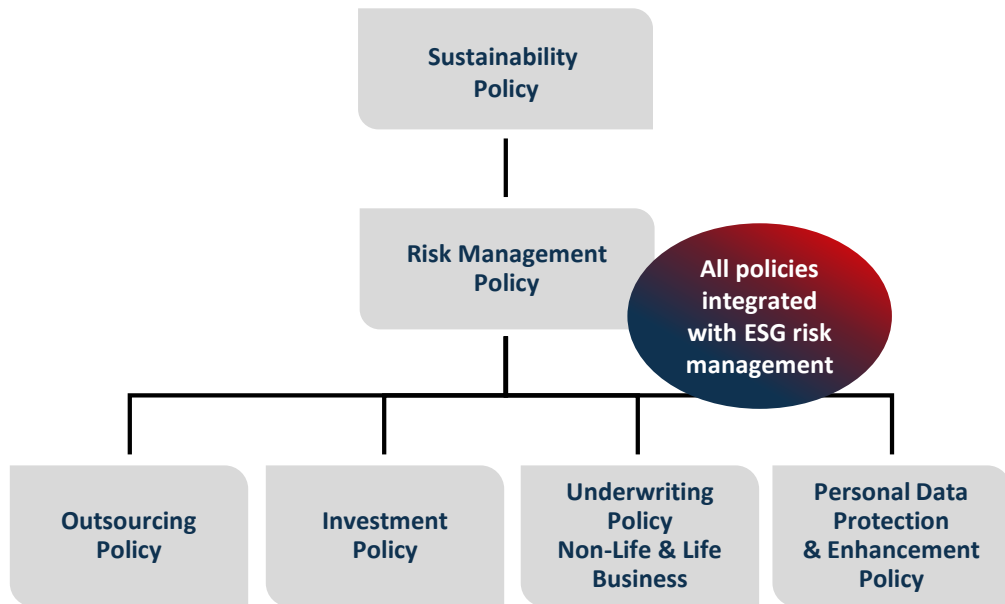 Sustainability
Policy
Risk Management
Policy
All policies
integrated
with ESG risk
management
Outsourcing
Policy
Investment
Policy
Underwriting
Policy
Non-Life & Life
Business
Personal Data
Protection
& Enhancement
Policy